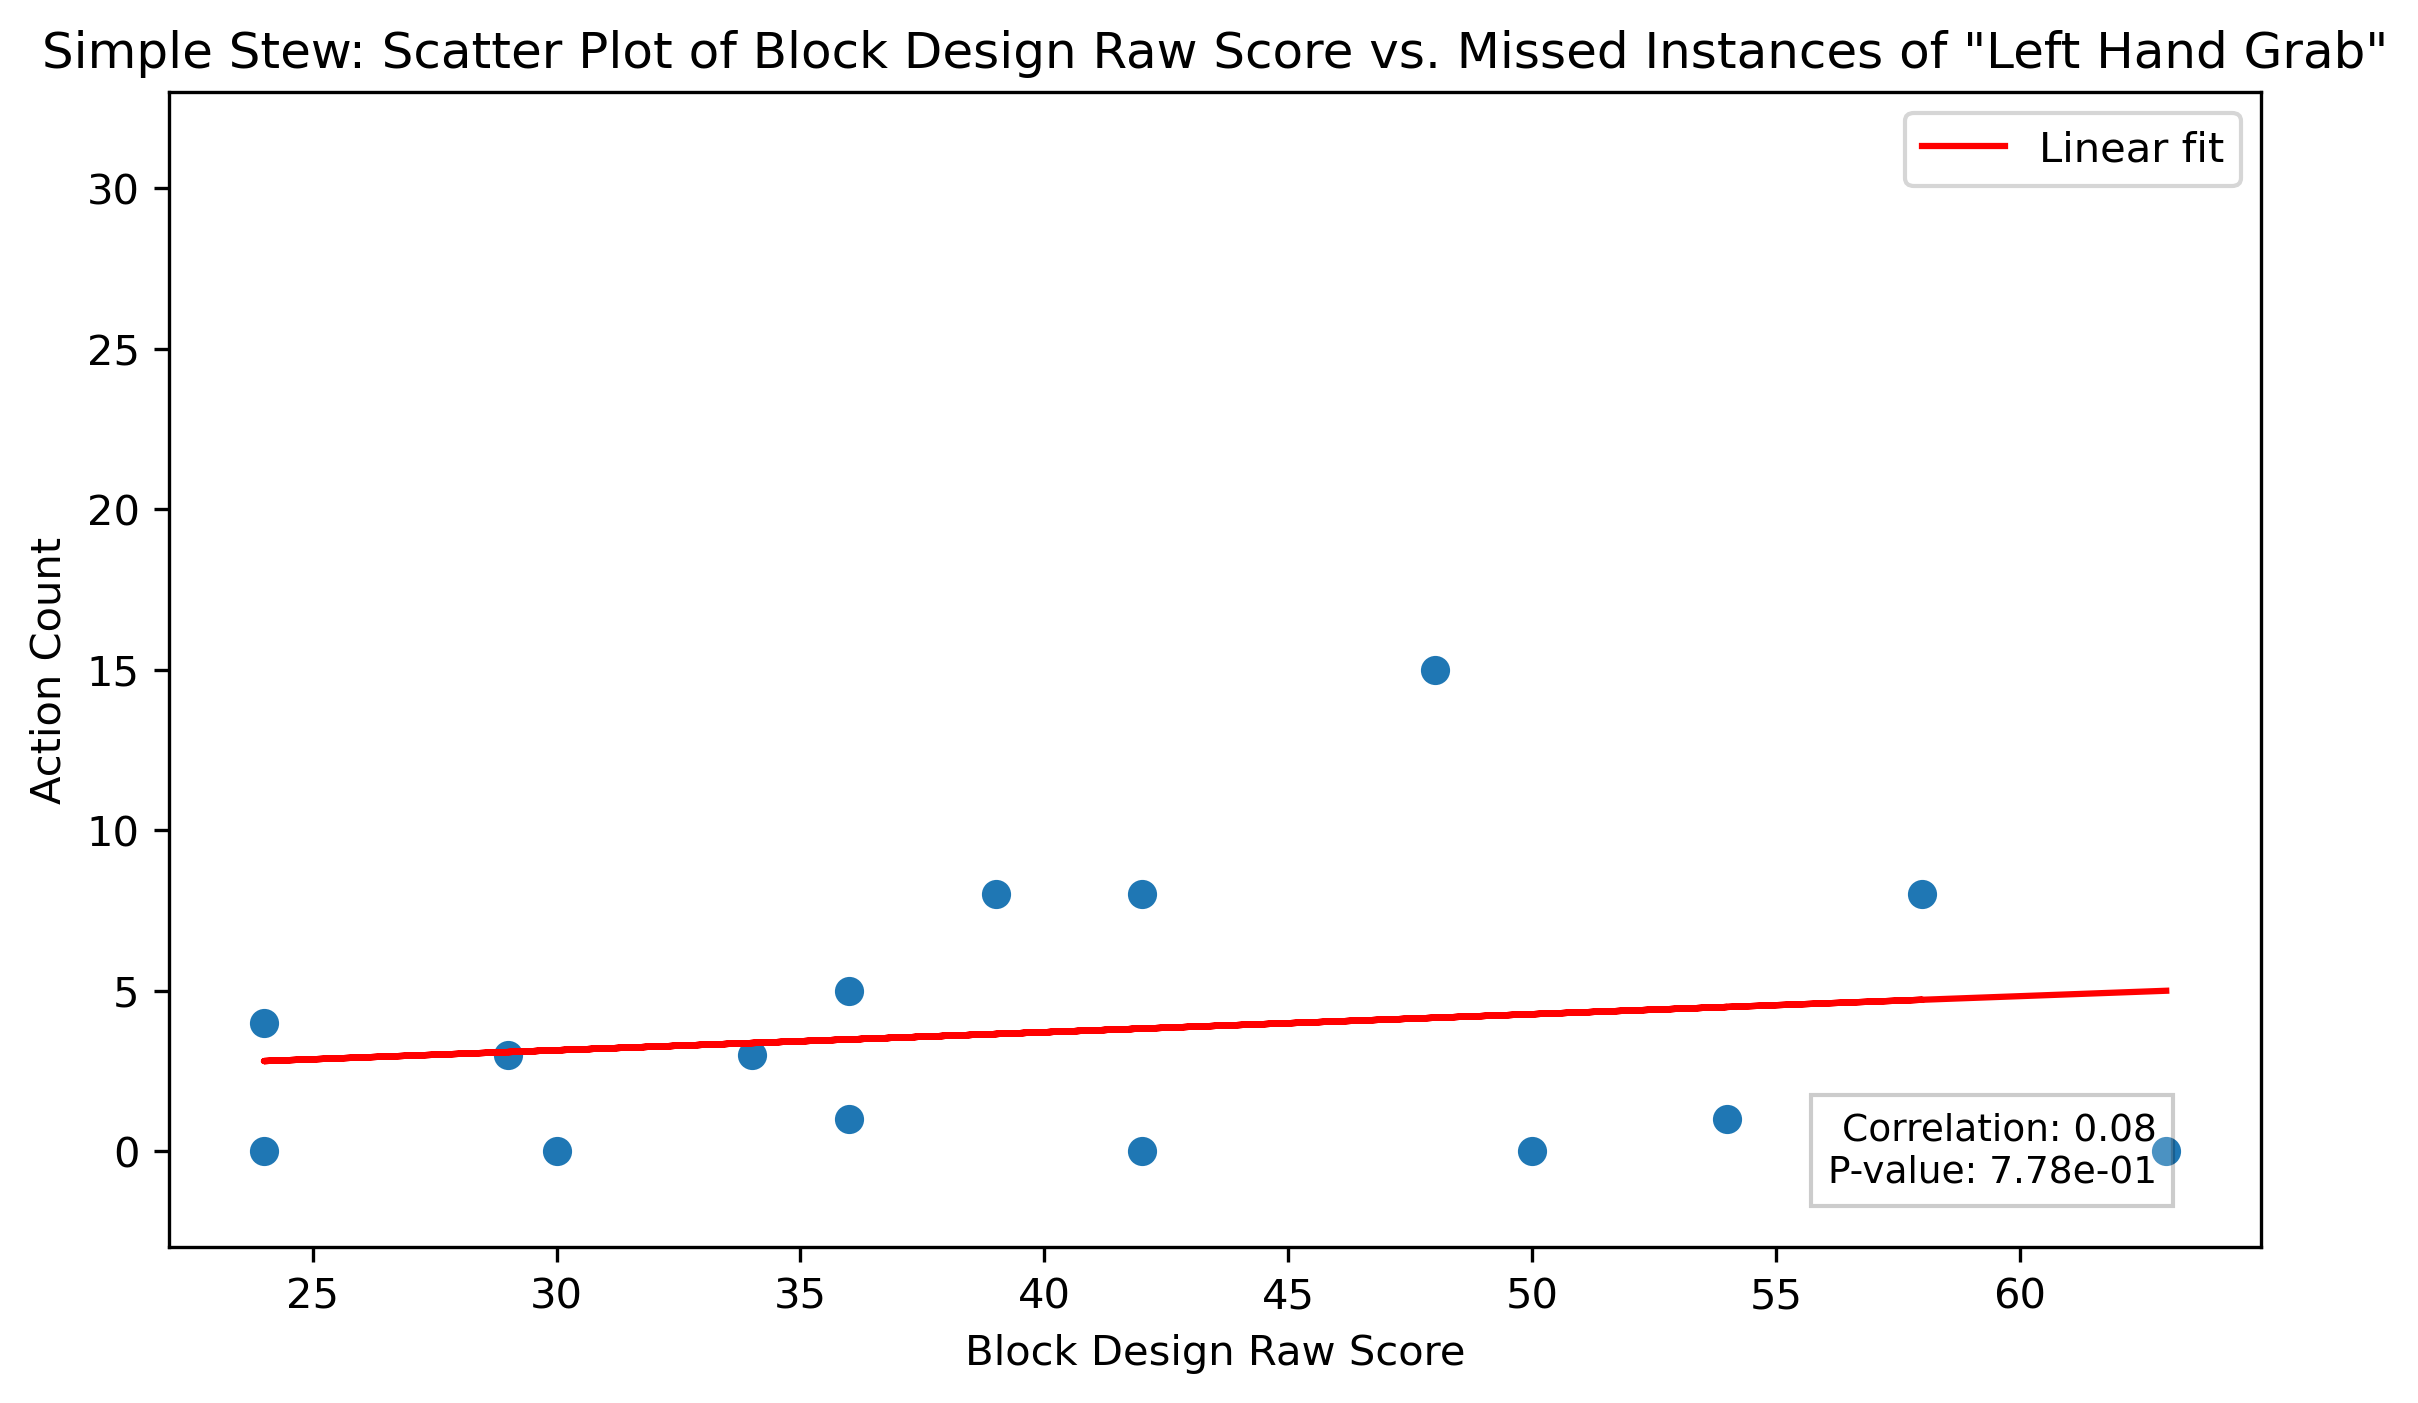 Simple Stew: Scatter Plot of Block Design Raw Score vs. Missed Instances of "Left Hand Grab"
Linear fit
30
25
20
15
10
5
0
Action Count
Correlation: 0.08
P-value: 7.78e-01
25 30 35 40 45 50 55 60
Block Design Raw Score